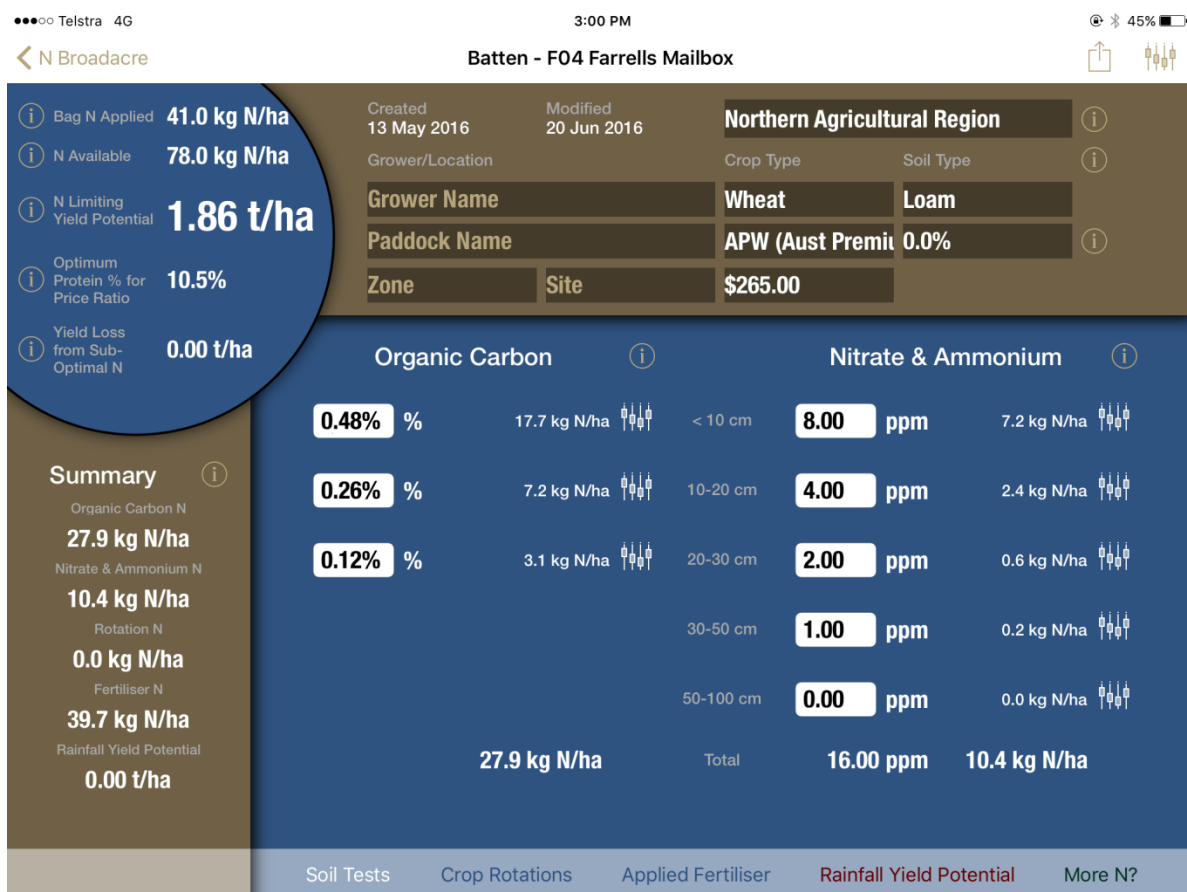 Telstra 4G 3:00 PM 45%
N Broadacre Batten - F04 Farrells Mailbox
Bag N Applied 41.0 kg N/ha
N Available 78.0 kg N/ha
N Limiting
Yield Potential 1.86 t/ha
Optimum
Protein % for
Price Ratio 10.5%
Yield Loss
from Sub-
Optimal N 0.00 t/ha
Created Modified
13 May 2016 20 Jun 2016
Northern Agricultural Region
Grower/Location Crop Type Soil Type
Grower Name Wheat Loam
Paddock Name APW (Aust Premiu 0.0%
Zone Site $265.00
Organic Carbon Nitrate & Ammonium
0.48% % 17.7 kg N/ha < 10 cm 8.00 ppm 7.2 kg N/ha
0.26% % 7.2 kg N/ha 10-20 cm 4.00 ppm 2.4 kg N/ha
0.12% % 3.1 kg N/ha 20-30 cm 2.00 ppm 0.6 kg N/ha
30-50 cm 1.00 ppm 0.2 kg N/ha
50-100 cm 0.00 ppm 0.0 kg N/ha
27.9 kg N/ha Total 16.00 ppm 10.4 kg N/ha
Summary
Organic Carbon N
27.9 kg N/ha
Nitrate & Ammonium N
10.4 kg N/ha
Rotation N
0.0 kg N/ha
Fertiliser N
39.7 kg N/ha
Rainfall Yield Potential
0.00 t/ha
Soil Tests Crop Rotations Applied Fertiliser Rainfall Yield Potential More N?